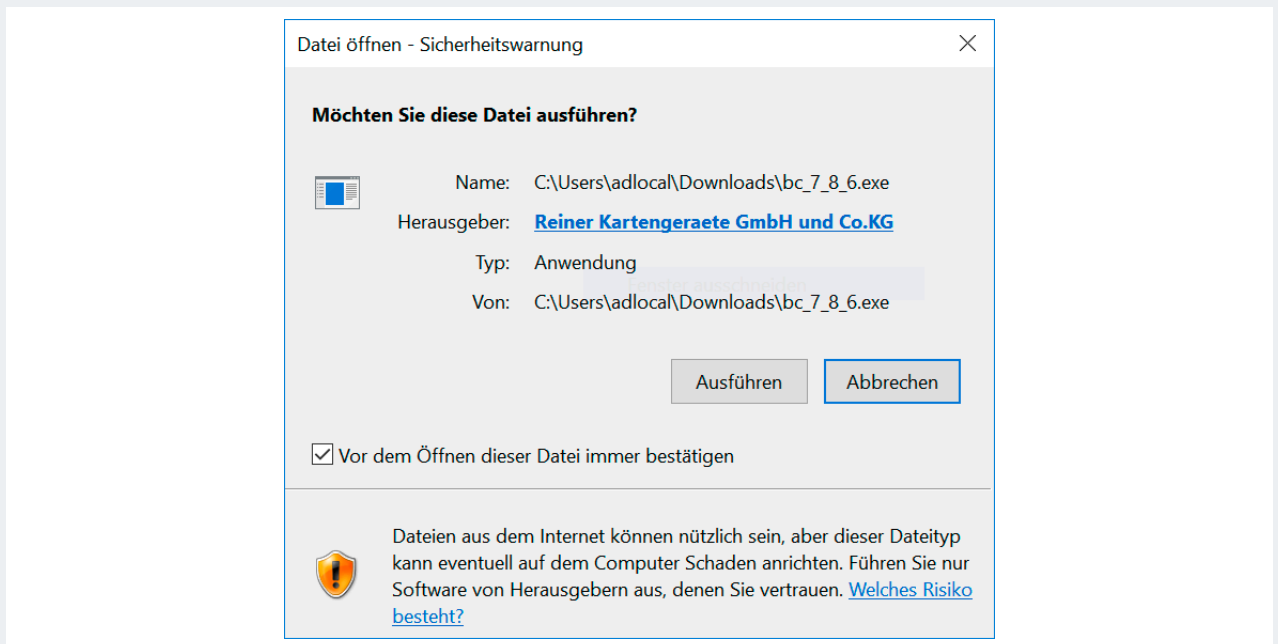 Datei öffnen - Sicherheitswarnung
Möchten Sie diese Datei ausführen?
Name: C:\Users\adlocal\Downloads\bc_7_8_6.exe
Herausgeber: Reiner Kartengeraete GmbH und Co.KG
Typ: Anwendung
Fenster ausschneiden
Von: C:\Users\adlocal\Downloads\bc_7_8_6.exe
Ausführen Abbrechen
Vor dem Öffnen dieser Datei immer bestätigen
Dateien aus dem Internet können nützlich sein, aber dieser Dateityp
kann eventuell auf dem Computer Schaden anrichten. Führen Sie nur
Software von Herausgebern aus, denen Sie vertrauen. Welches Risiko
besteht?